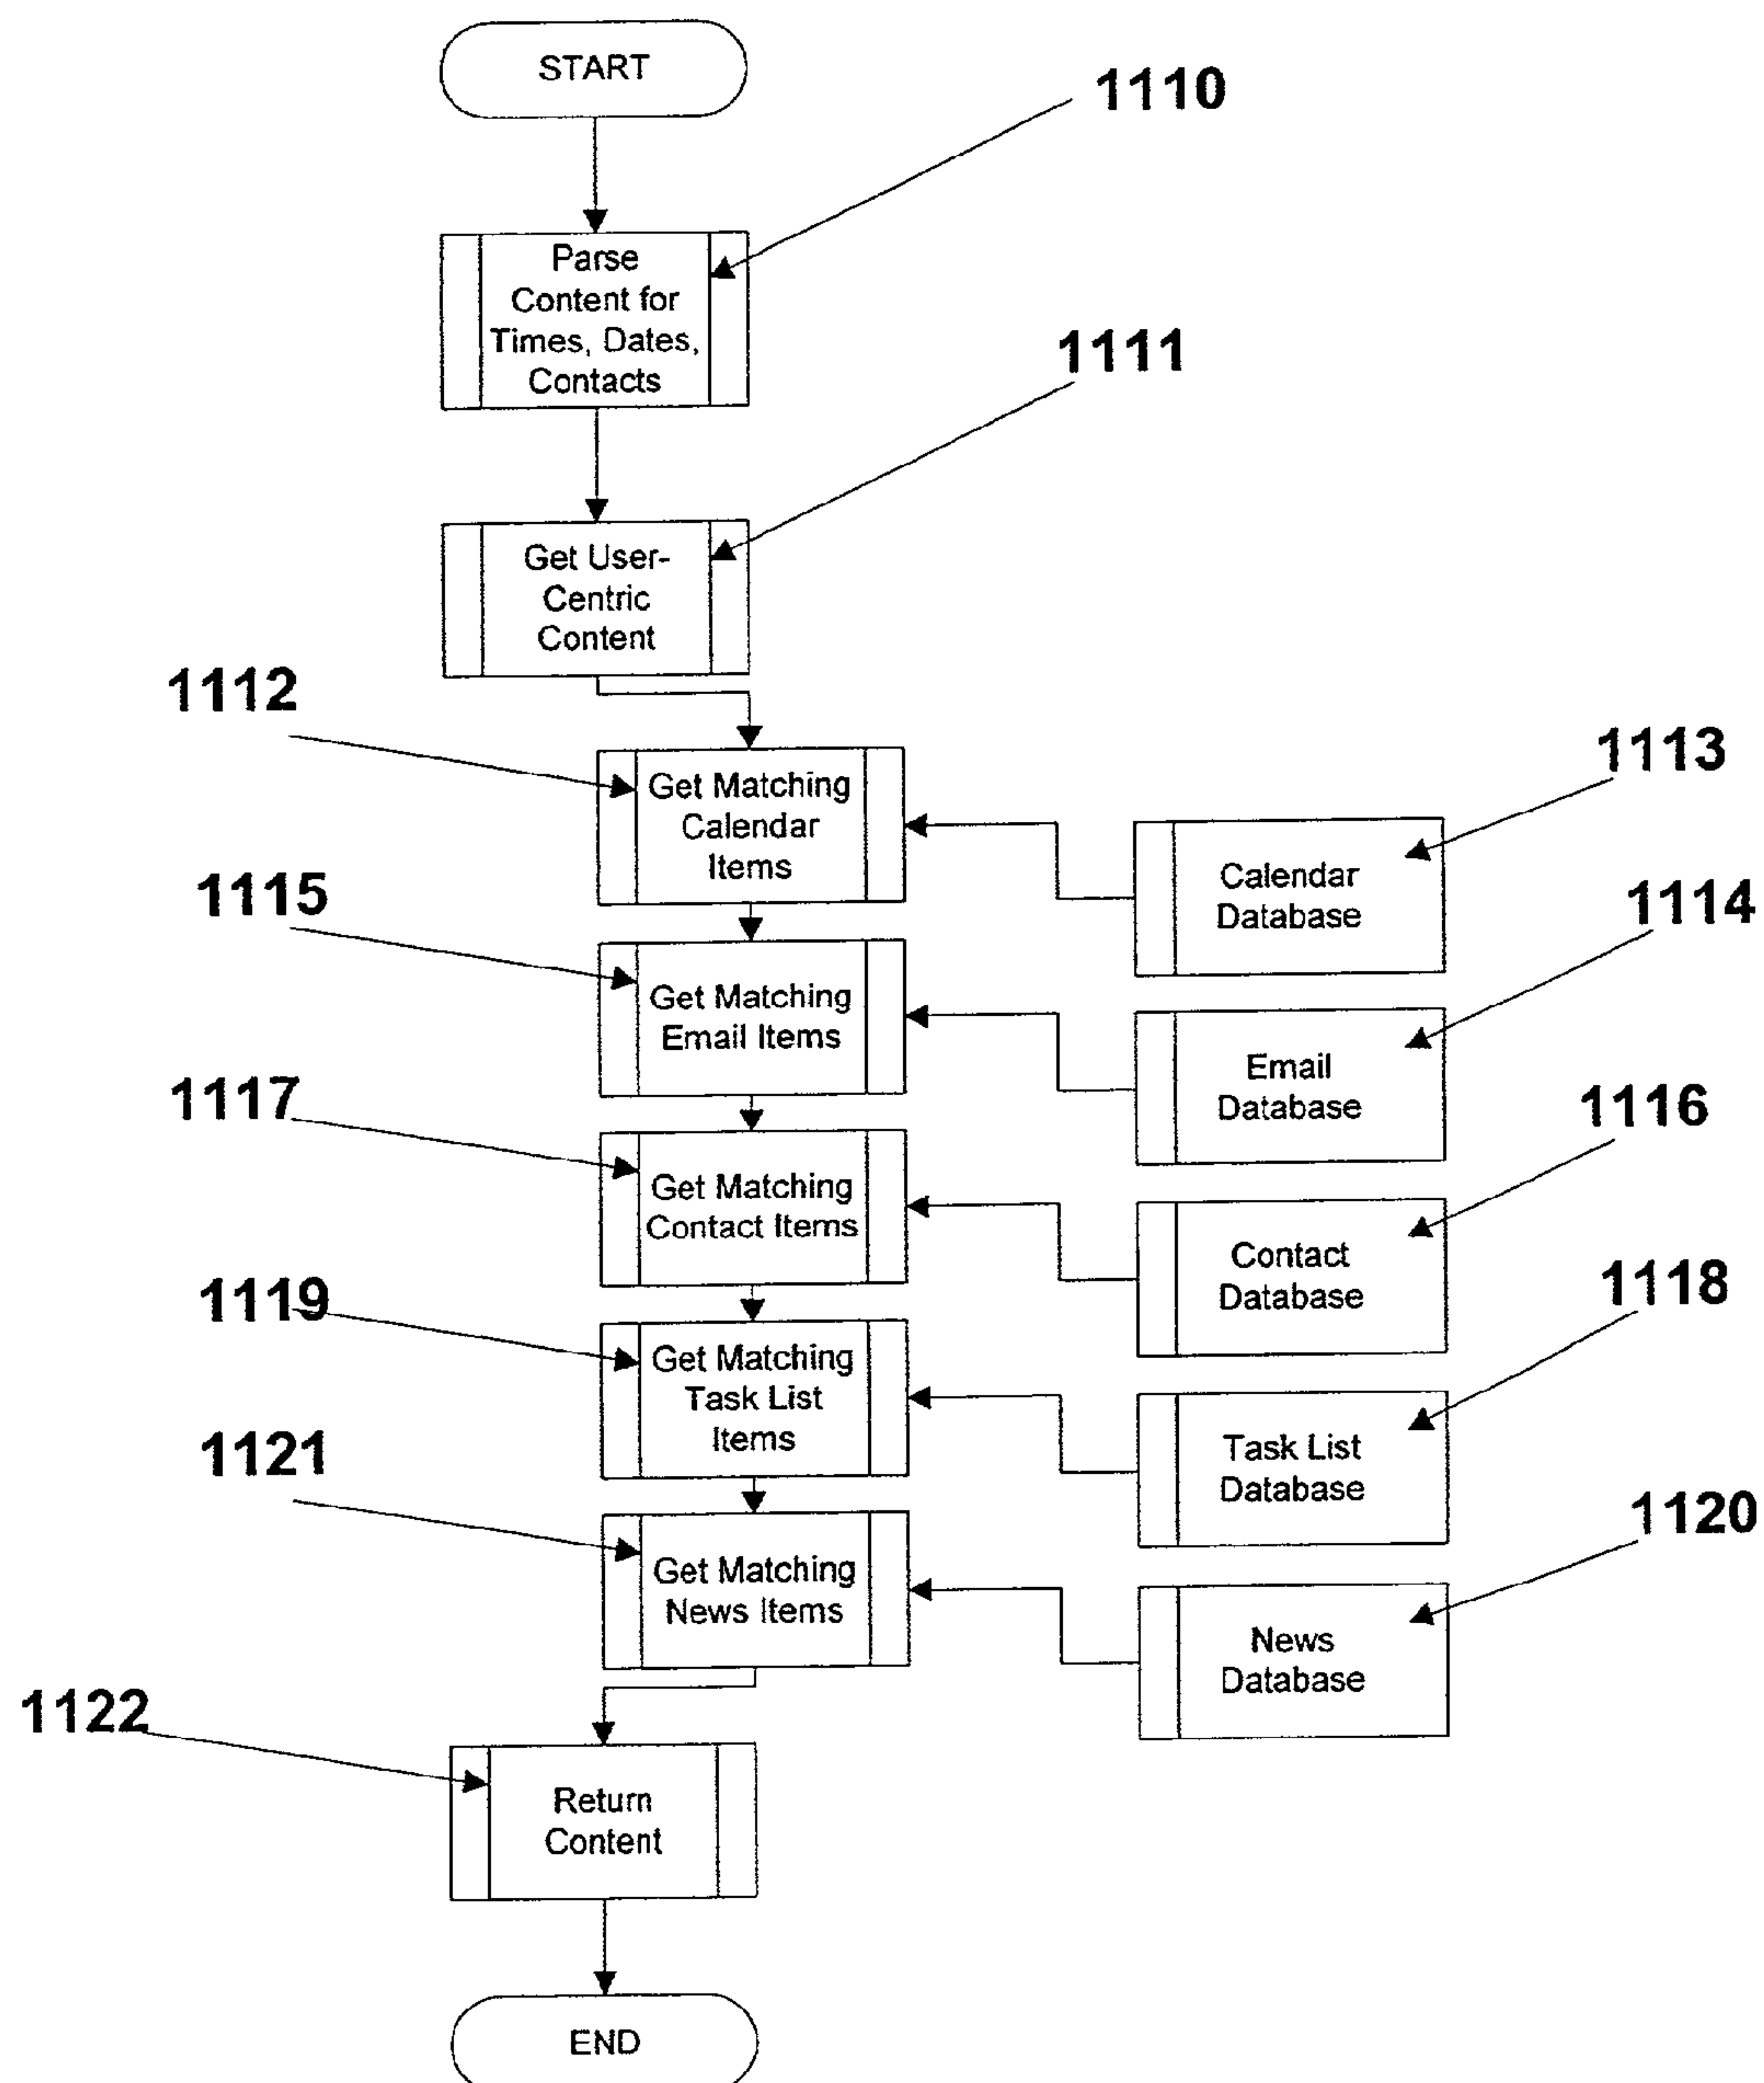 START
1110
Parse
Content for
Times, Dates,
Contacts
1111
Get User-
Centric
Content
1112
Get Matching
Calendar
Items
1113
Calendar
Database
1115
Get Matching
Email Items
1114
Email
Database
1117
Get Matching
Contact Items
1116
Contact
Database
1119
Get Matching
Task List
Items
1118
Task List
Database
1121
Get Matching
News Items
1120
News
Database
1122
Return
Content
END